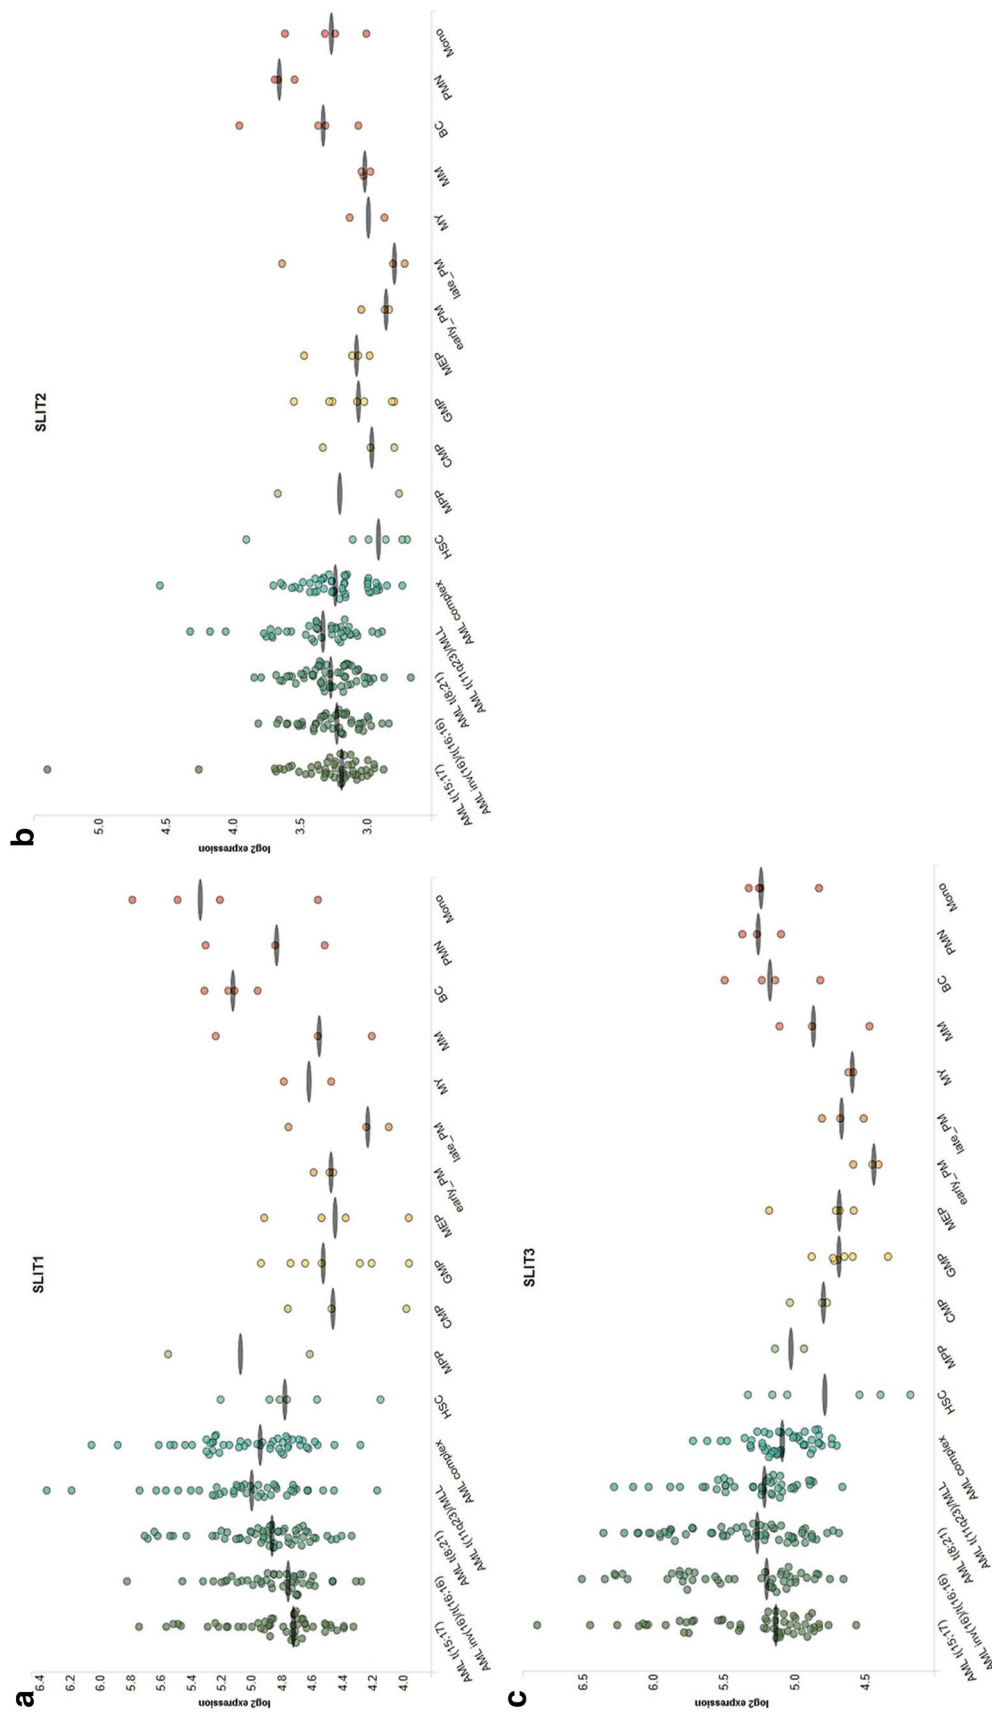 a
SLIT1
log2 expression
6.4
6.2
6.0
5.8
5.6
5.4
5.2
5.0
4.8
4.6
4.4
4.2
4.0
AML t(15;17)
AML inv(16)/t(16;16)
AML t(8;21)
AML t(11q23)/MLL
AML complex
HSC
MPP
CMP
GMP
MEP
early_PM
late_PM
MY
MM
BC
PMN
Mono
b
SLIT2
log2 expression
5.0
4.5
4.0
3.5
3.0
AML t(15;17)
AML inv(16)/t(16;16)
AML t(8;21)
AML t(11q23)/MLL
AML complex
HSC
MPP
CMP
GMP
MEP
early_PM
late_PM
MY
MM
BC
PMN
Mono
c
SLIT3
log2 expression
6.5
6.0
5.5
5.0
4.5
AML t(15;17)
AML inv(16)/t(16;16)
AML t(8;21)
AML t(11q23)/MLL
AML complex
HSC
MPP
CMP
GMP
MEP
early_PM
late_PM
MY
MM
BC
PMN
Mono